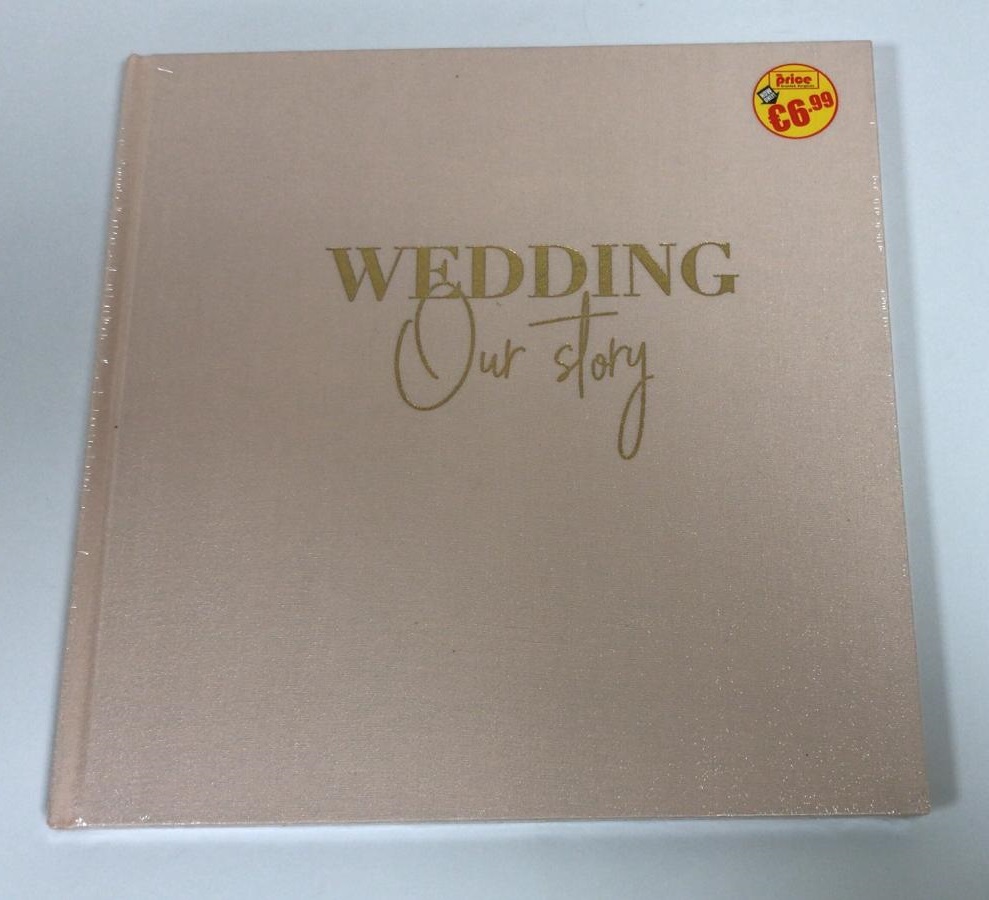 price
€6.99
WEDDING
Our story